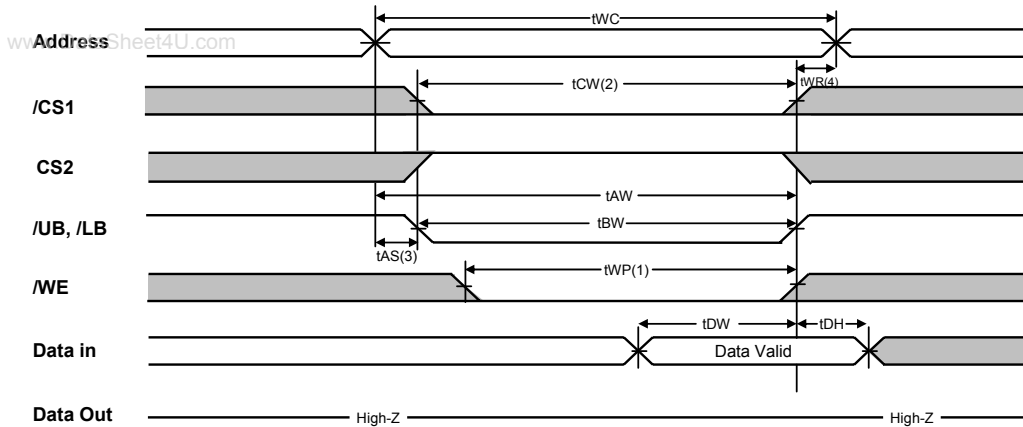 tWC
www.DataSheet4U.com
Address
tCW(2)
tWR(4)
/CS1
CS2
tAW
/UB, /LB
tBW
tAS(3)
tWP(1)
/WE
tDW
tDH
Data in
Data Valid
Data Out
High-Z
High-Z